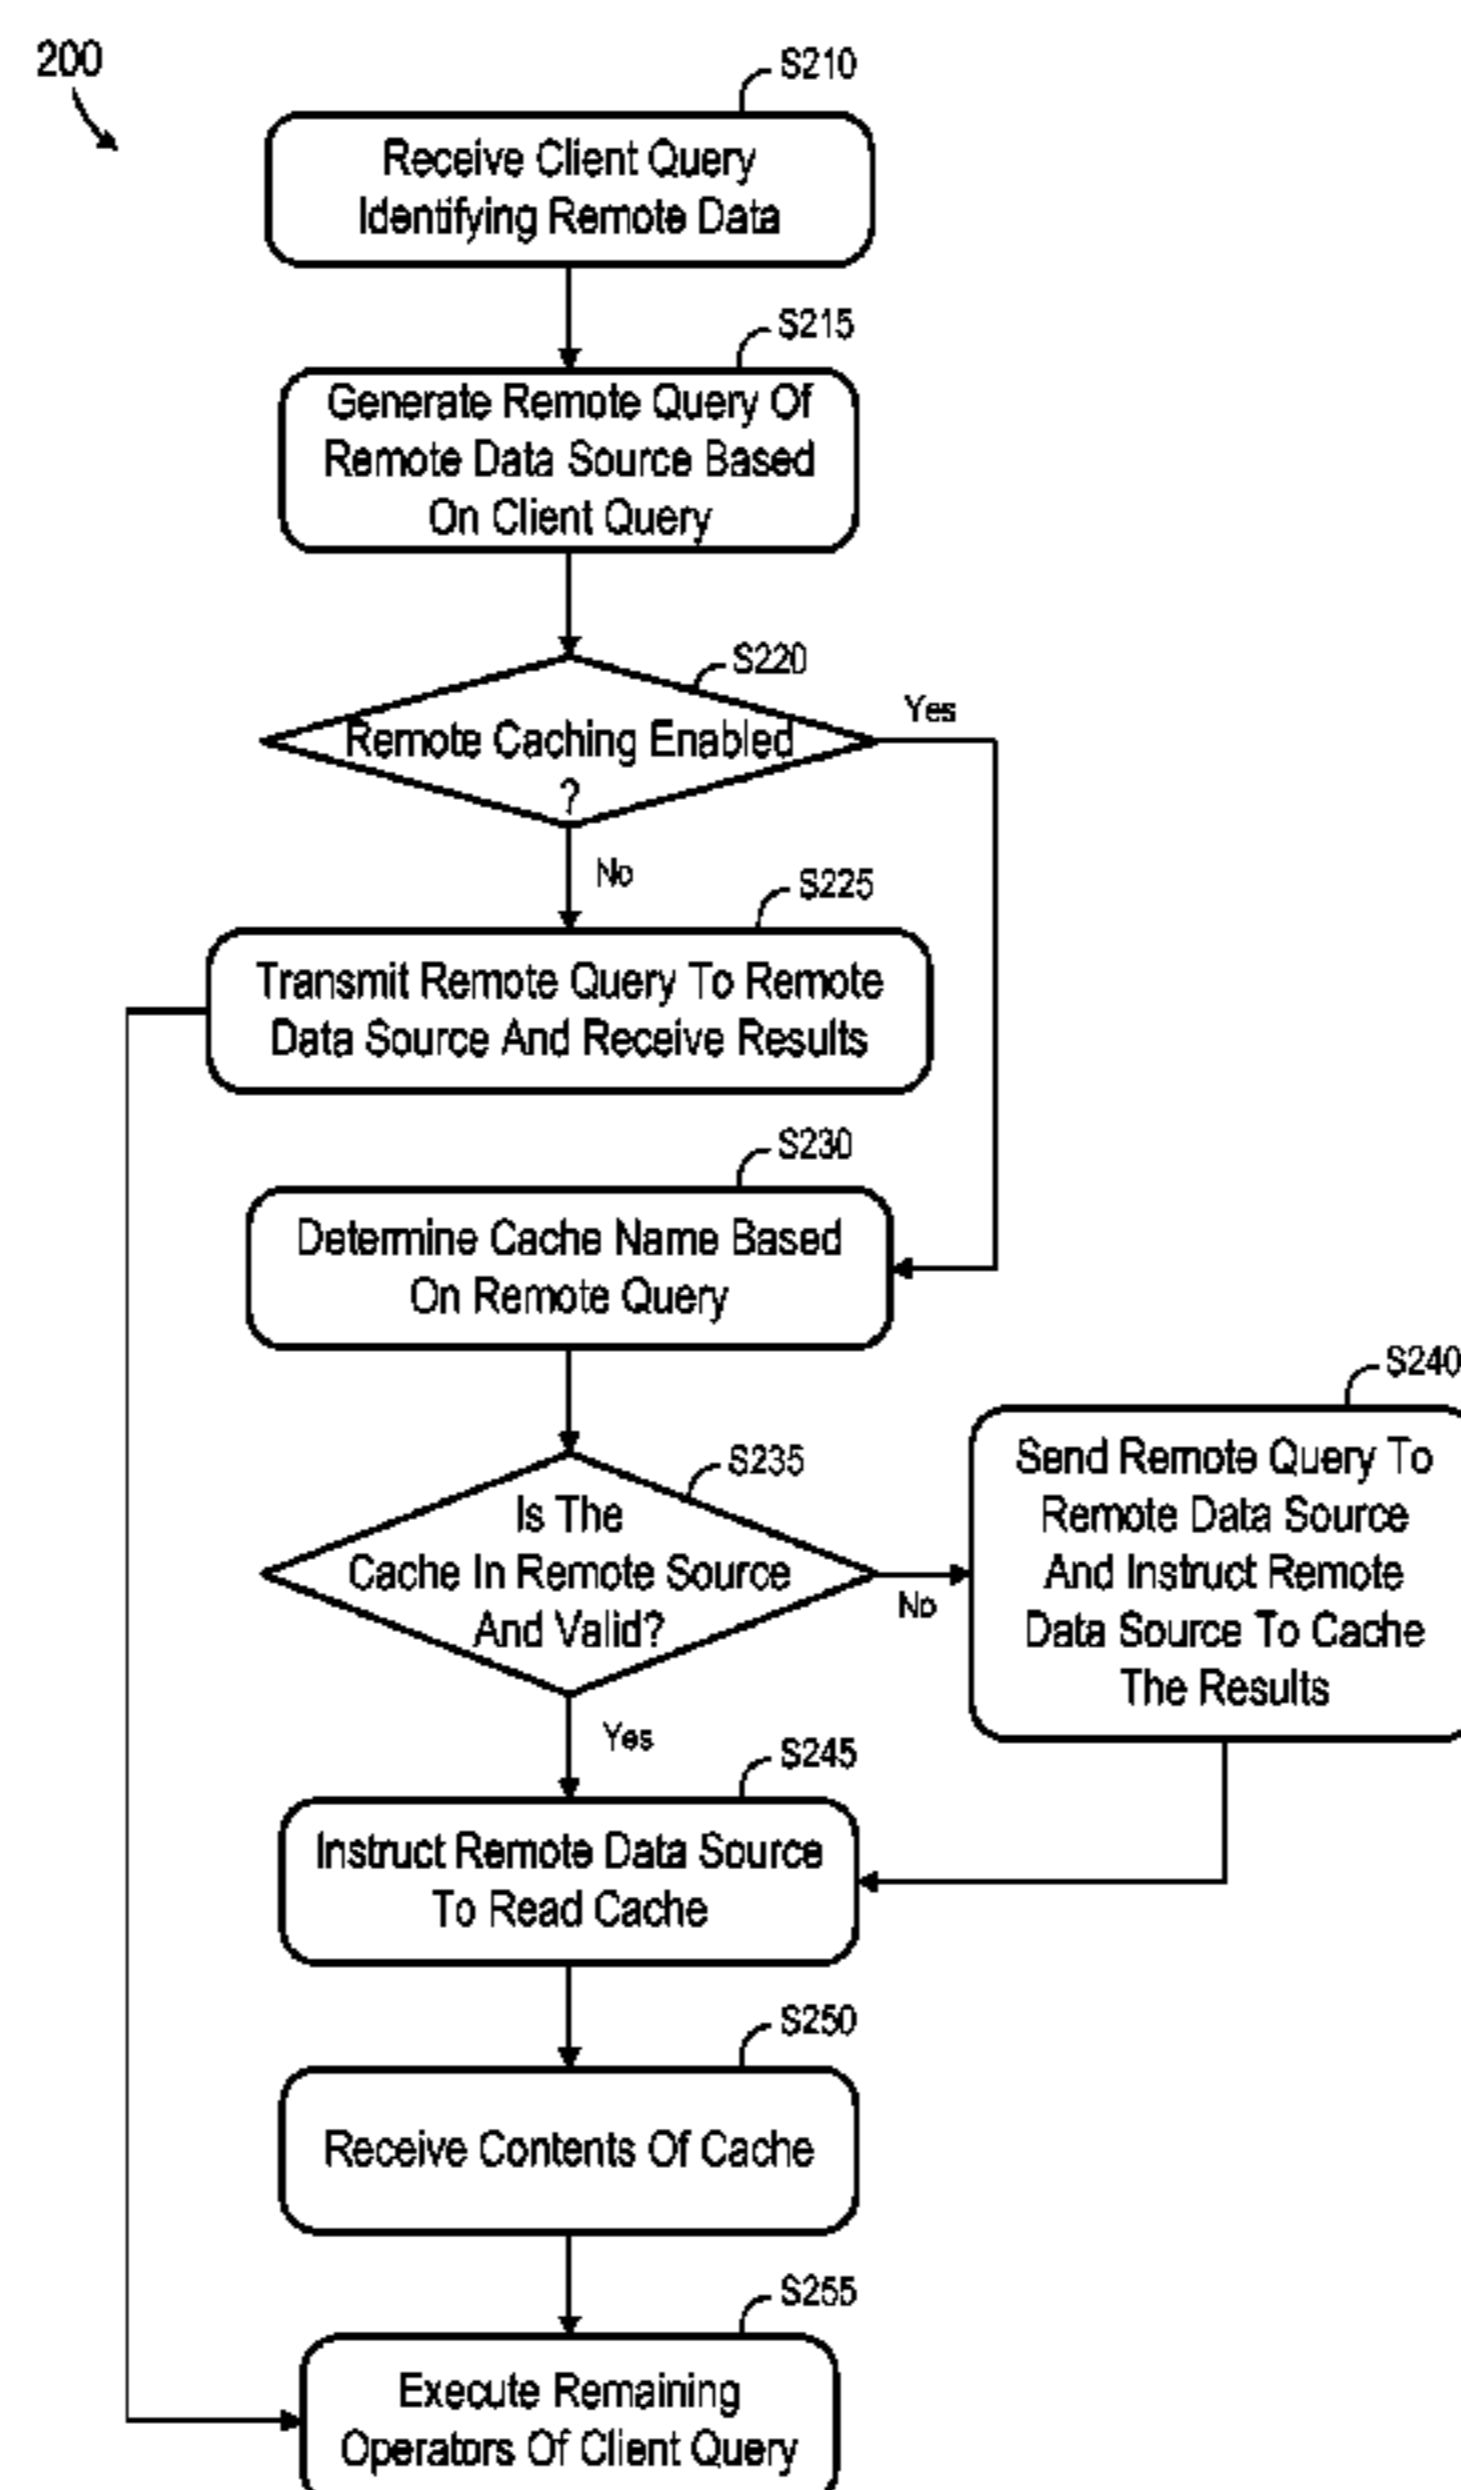 200
S210
Receive Client Query
Identifying Remote Data
S215
Generate Remote Query Of
Remote Data Source Based
On Client Query
S220
Yes
Remote Caching Enabled
?
No
S225
Transmit Remote Query To Remote
Data Source And Receive Results
S230
Determine Cache Name Based
On Remote Query
S235
Is The
Cache In Remote Source
And Valid?
No
S240
Send Remote Query To
Remote Data Source
And Instruct Remote
Data Source To Cache
The Results
Yes
S245
Instruct Remote Data Source
To Read Cache
S250
Receive Contents Of Cache
S255
Execute Remaining
Operators Of Client Query